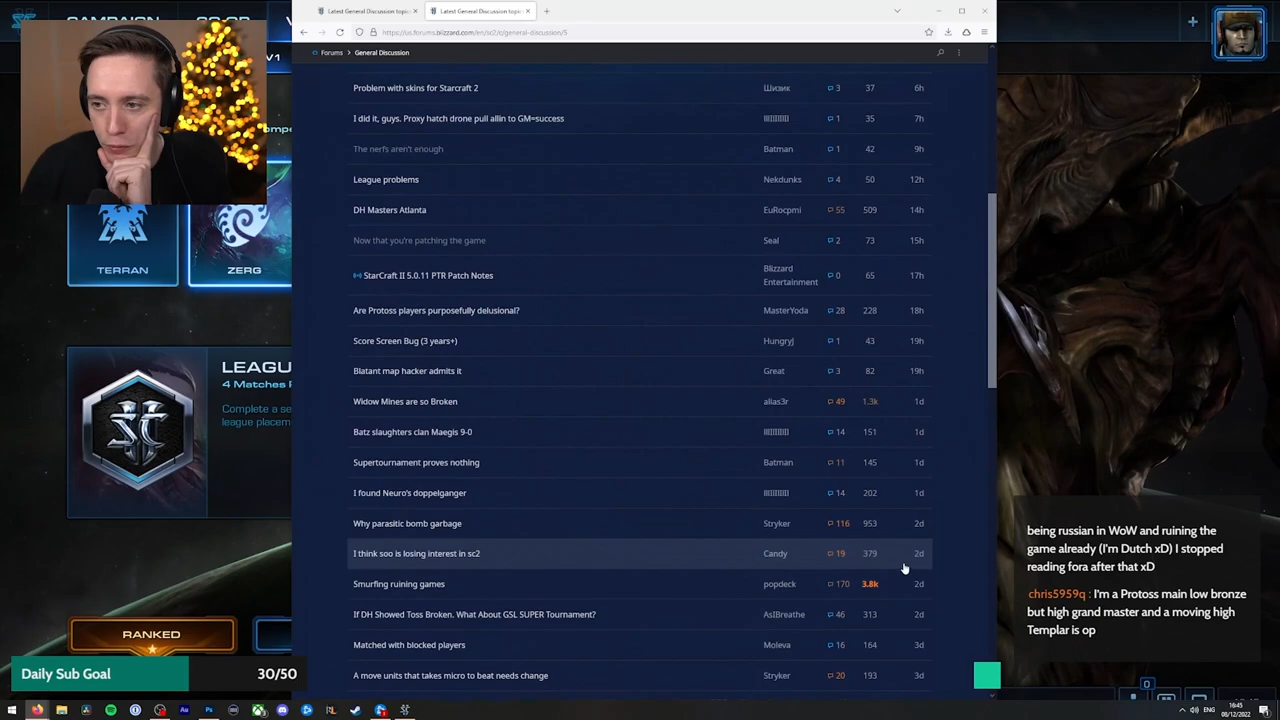 CAMPAIGN
CO-OP
V
Latest General Discussion topic
Latest General Discussion topic
https://us.forums.blizzard.com/en/sc2/c/general-discussion/5
Forums
General Discussion
V1
ompe
TERRAN
ZERG
LEAGU
4 Matches
Complete a se
league placem
RANKED
Daily Sub Goal
30/50
Problem with skins for Starcraft 2 Шизик 3 37 6h
I did it, guys. Proxy hatch drone pull allin to GM=success 1 35 7h
The nerfs aren't enough Batman 1 42 9h
League problems Nekdunks 4 50 12h
DH Masters Atlanta EuRocpmi 55 509 14h
Now that you're patching the game Seal 2 73 15h
StarCraft II 5.0.11 PTR Patch Notes Blizzard Entertainment 0 65 17h
Are Protoss players purposefully delusional? MasterYoda 28 228 18h
Score Screen Bug (3 years+) HungryJ 1 43 19h
Blatant map hacker admits it Great 3 82 19h
Widow Mines are so Broken alias3r 49 1.3k 1d
Batz slaughters clan Maegis 9-0 14 151 1d
Supertournament proves nothing Batman 11 145 1d
I found Neuro's doppelganger 14 202 1d
Why parasitic bomb garbage Stryker 116 953 2d
I think soo is losing interest in sc2 Candy 19 379 2d
Smurfing ruining games popdeck 170 3.8k 2d
If DH Showed Toss Broken. What About GSL SUPER Tournament? AsIBreathe 46 313 2d
Matched with blocked players Moleva 16 164 3d
A move units that takes micro to beat needs change Stryker 20 193 3d
being russian in WoW and ruining the
game already (I'm Dutch xD) I stopped
reading fora after that xD
chris5959q : I'm a Protoss main low bronze
but high grand master and a moving high
Templar is op
0
ENG
16:45
08/12/2022